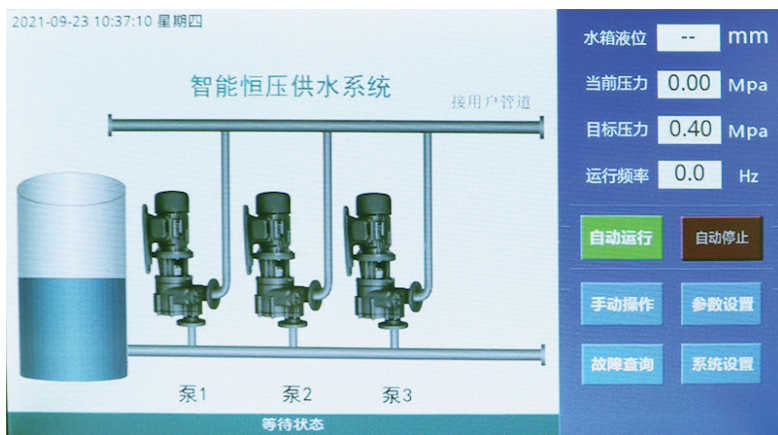 2021-09-23 10:37:10 星期四
智能恒压供水系统
接用户管道
泵1
泵2
泵3
等待状态
水箱液位 -- mm
当前压力 0.00 Mpa
目标压力 0.40 Mpa
运行频率 0.0 Hz
自动运行 自动停止
手动操作 参数设置
故障查询 系统设置